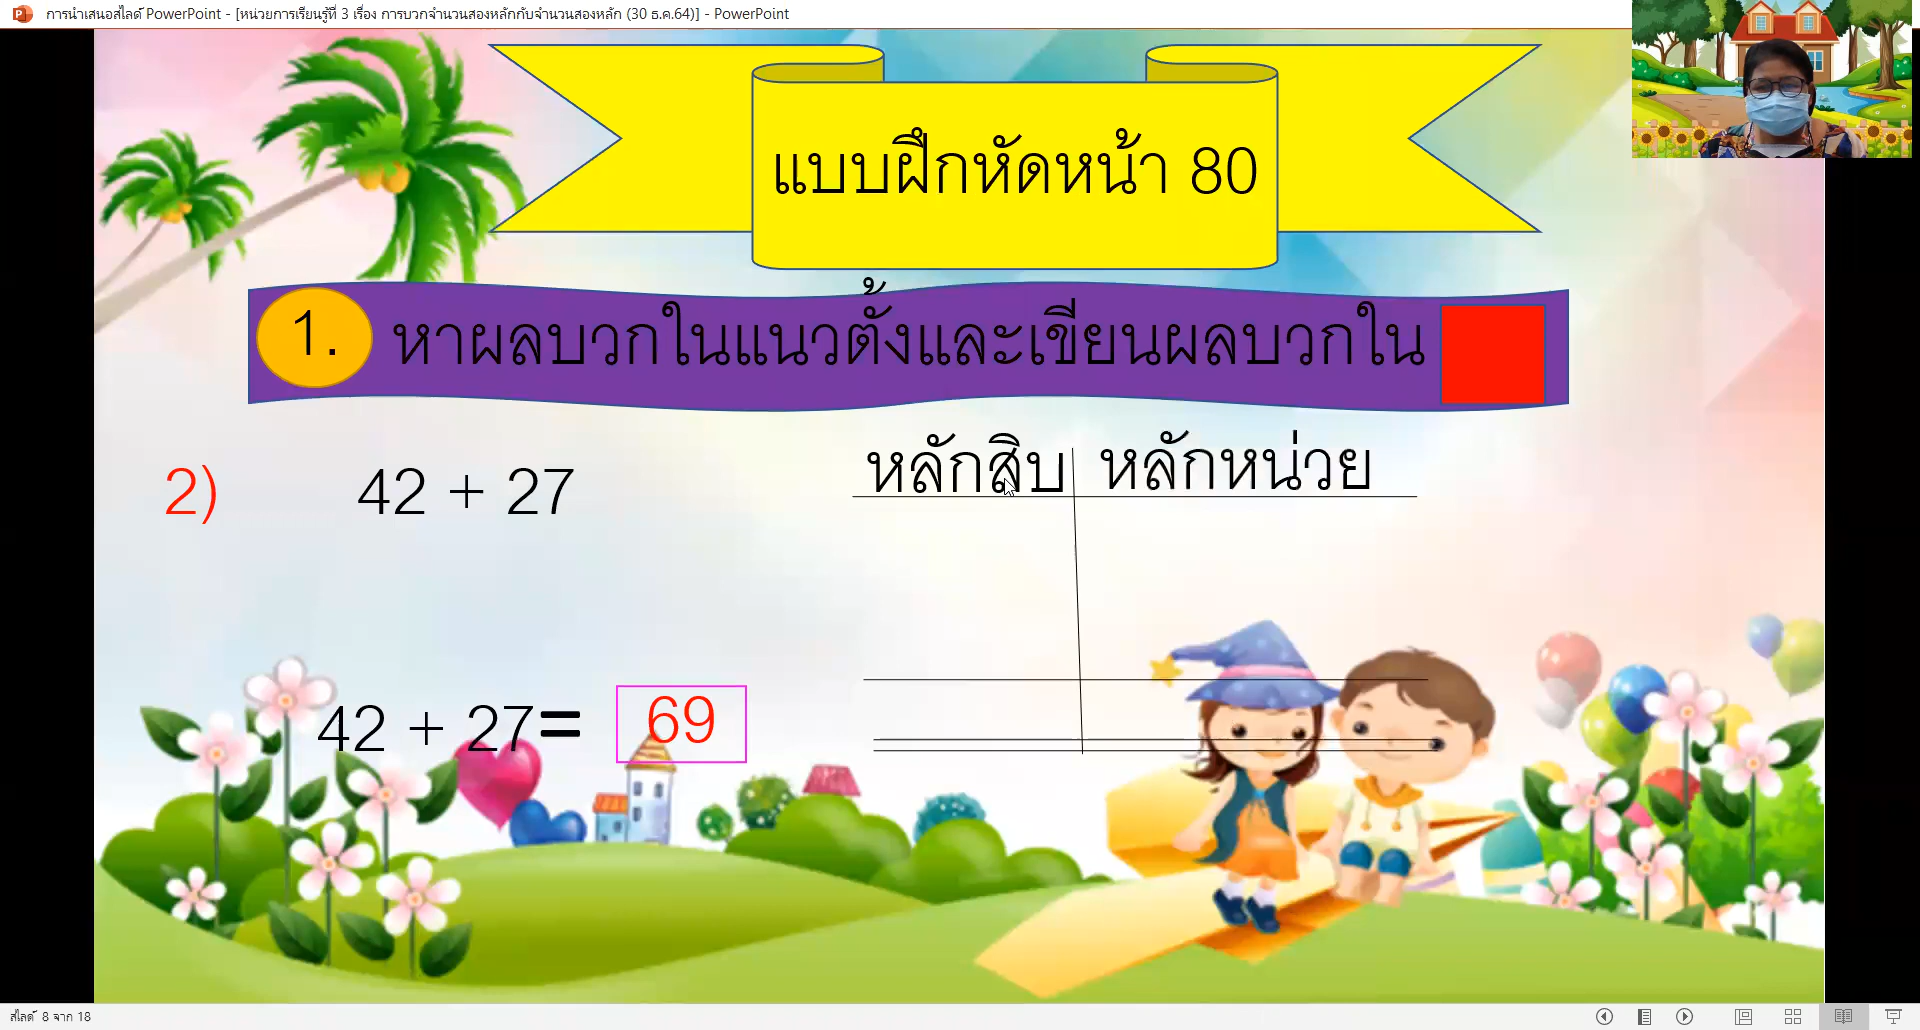 การนำเสนอสไลด์ PowerPoint - [หน่วยการเรียนรู้ที่ 3 เรื่อง การบวกจำนวนสองหลักกับจำนวนสองหลัก (30 ธ.ค.64)] - PowerPoint
แบบฝึกหัดหน้า 80
1. หาผลบวกในแนวตั้งและเขียนผลบวกใน
หลักสิบ หลักหน่วย
2) 42 + 27
42 + 27= 69
สไลด์ 8 จาก 18